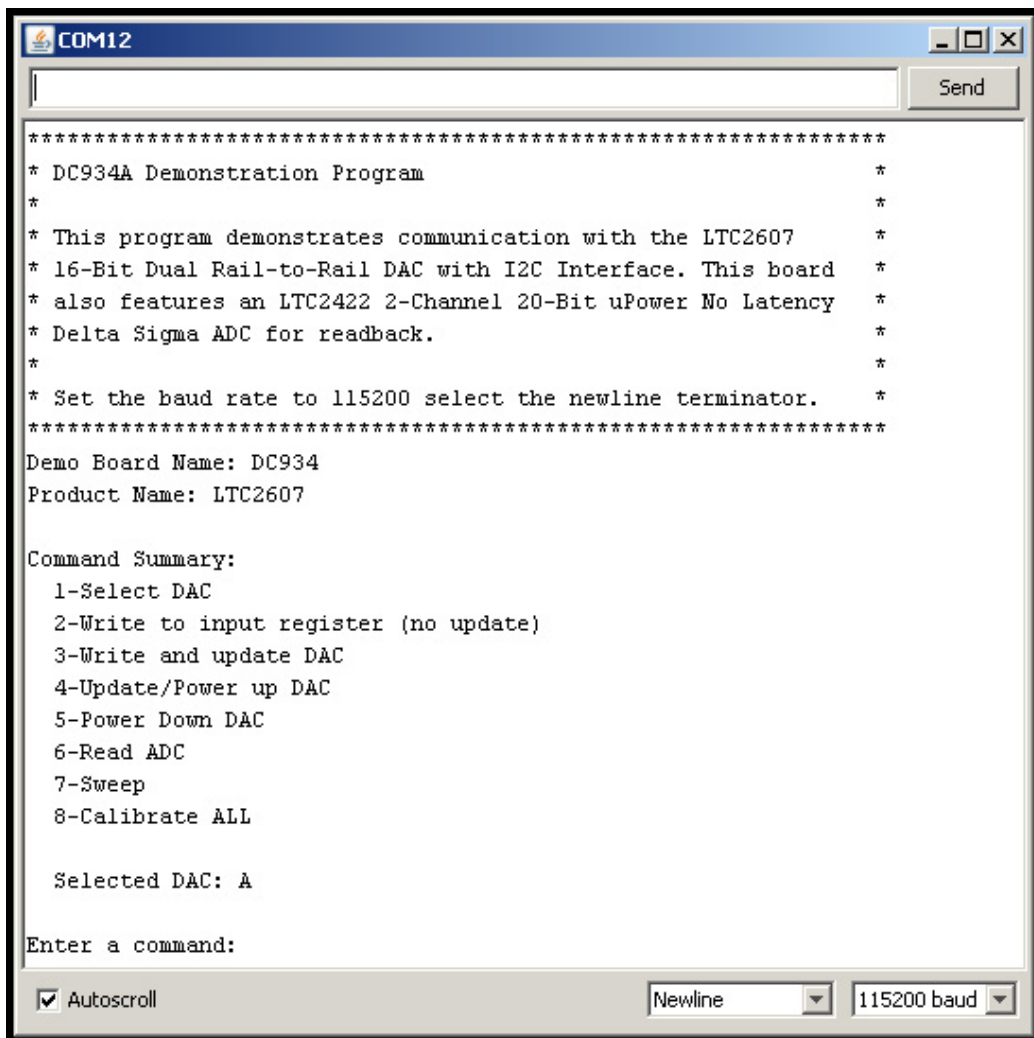 COM12
Send
*****************************************************************
* DC934A Demonstration Program *
* *
* This program demonstrates communication with the LTC2607 *
* 16-Bit Dual Rail-to-Rail DAC with I2C Interface. This board *
* also features an LTC2422 2-Channel 20-Bit uPower No Latency *
* Delta Sigma ADC for readback. *
* *
* Set the baud rate to 115200 select the newline terminator. *
*****************************************************************
Demo Board Name: DC934
Product Name: LTC2607
Command Summary:
1-Select DAC
2-Write to input register (no update)
3-Write and update DAC
4-Update/Power up DAC
5-Power Down DAC
6-Read ADC
7-Sweep
8-Calibrate ALL
Selected DAC: A
Enter a command:
Autoscroll Newline 115200 baud